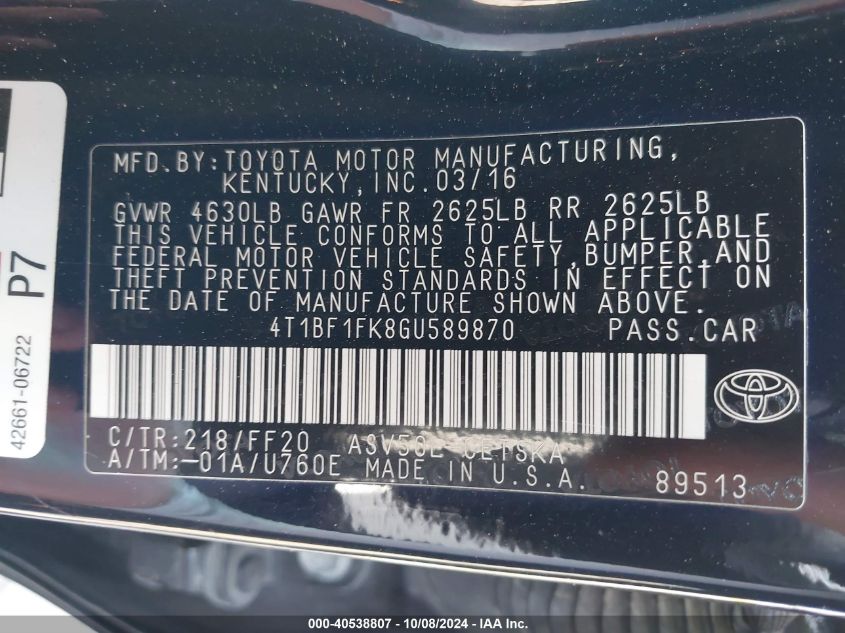 MFD.BY:TOYOTA MOTOR MANUFACTURING,
KENTUCKY,INC.03/16
GVWR 4630LB GAWR FR 2625LB RR 2625LB
THIS VEHICLE CONFORMS TO ALL APPLICABLE
FEDERAL MOTOR VEHICLE SAFETY,BUMPER,AND
THEFT PREVENTION STANDARDS IN EFFECT ON
THE DATE OF MANUFACTURE SHOWN ABOVE.
4T1BF1FK8GU589870 PASS.CAR
C/TR:218/FF20 ASV50L-CETSKA
A/TM:-01A/U760E MADE IN U.S.A. 89513
P7
42661-06722
000-40538807 - 10/08/2024 - IAA Inc.